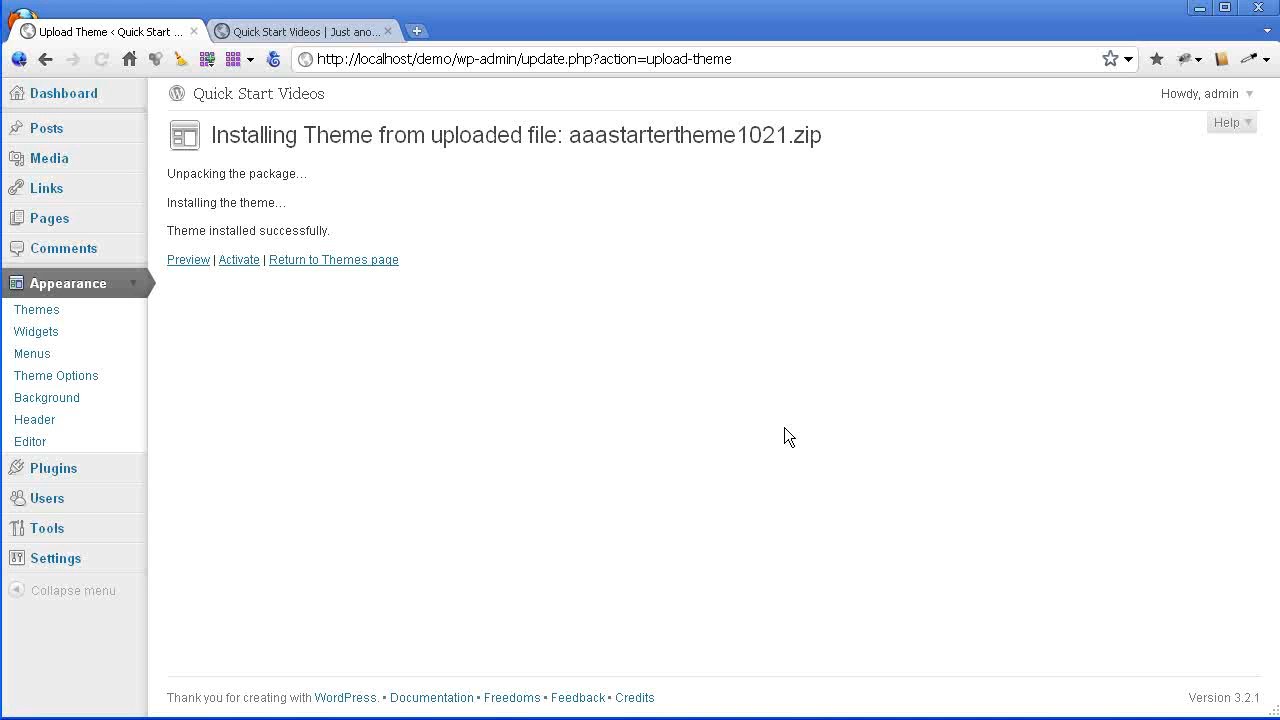 Upload Theme ‹ Quick Start ...
Quick Start Videos | Just ano...
http://localhost/demo/wp-admin/update.php?action=upload-theme
Quick Start Videos
Howdy, admin
Help
Installing Theme from uploaded file: aaastartertheme1021.zip
Unpacking the package…
Installing the theme…
Theme installed successfully.
Preview | Activate | Return to Themes page
Dashboard
Posts
Media
Links
Pages
Comments
Appearance
Themes
Widgets
Menus
Theme Options
Background
Header
Editor
Plugins
Users
Tools
Settings
Collapse menu
Thank you for creating with WordPress. • Documentation • Freedoms • Feedback • Credits
Version 3.2.1